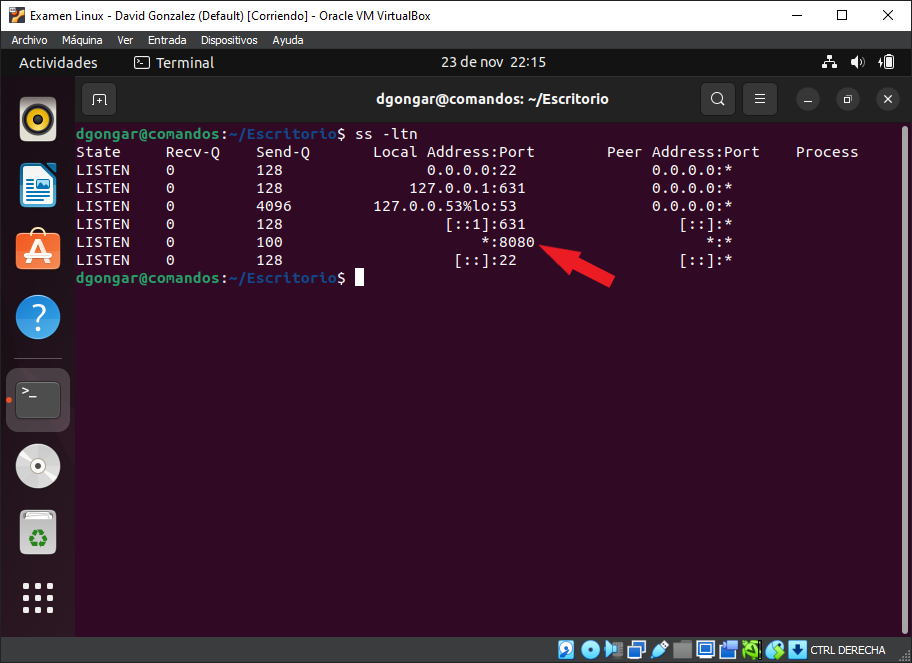 Examen Linux - David Gonzalez (Default) [Corriendo] - Oracle VM VirtualBox
Archivo Máquina Ver Entrada Dispositivos Ayuda
Actividades Terminal 23 de nov 22:15
dgongar@comandos: ~/Escritorio
dgongar@comandos:~/Escritorio$ ss -ltn
State Recv-Q Send-Q Local Address:Port Peer Address:Port Process
LISTEN 0 128 0.0.0.0:22 0.0.0.0:*
LISTEN 0 128 127.0.0.1:631 0.0.0.0:*
LISTEN 0 4096 127.0.0.53%lo:53 0.0.0.0:*
LISTEN 0 128 [::1]:631 [::]:*
LISTEN 0 100 *:8080 *:*
LISTEN 0 128 [::]:22 [::]:*
dgongar@comandos:~/Escritorio$
CTRL DERECHA